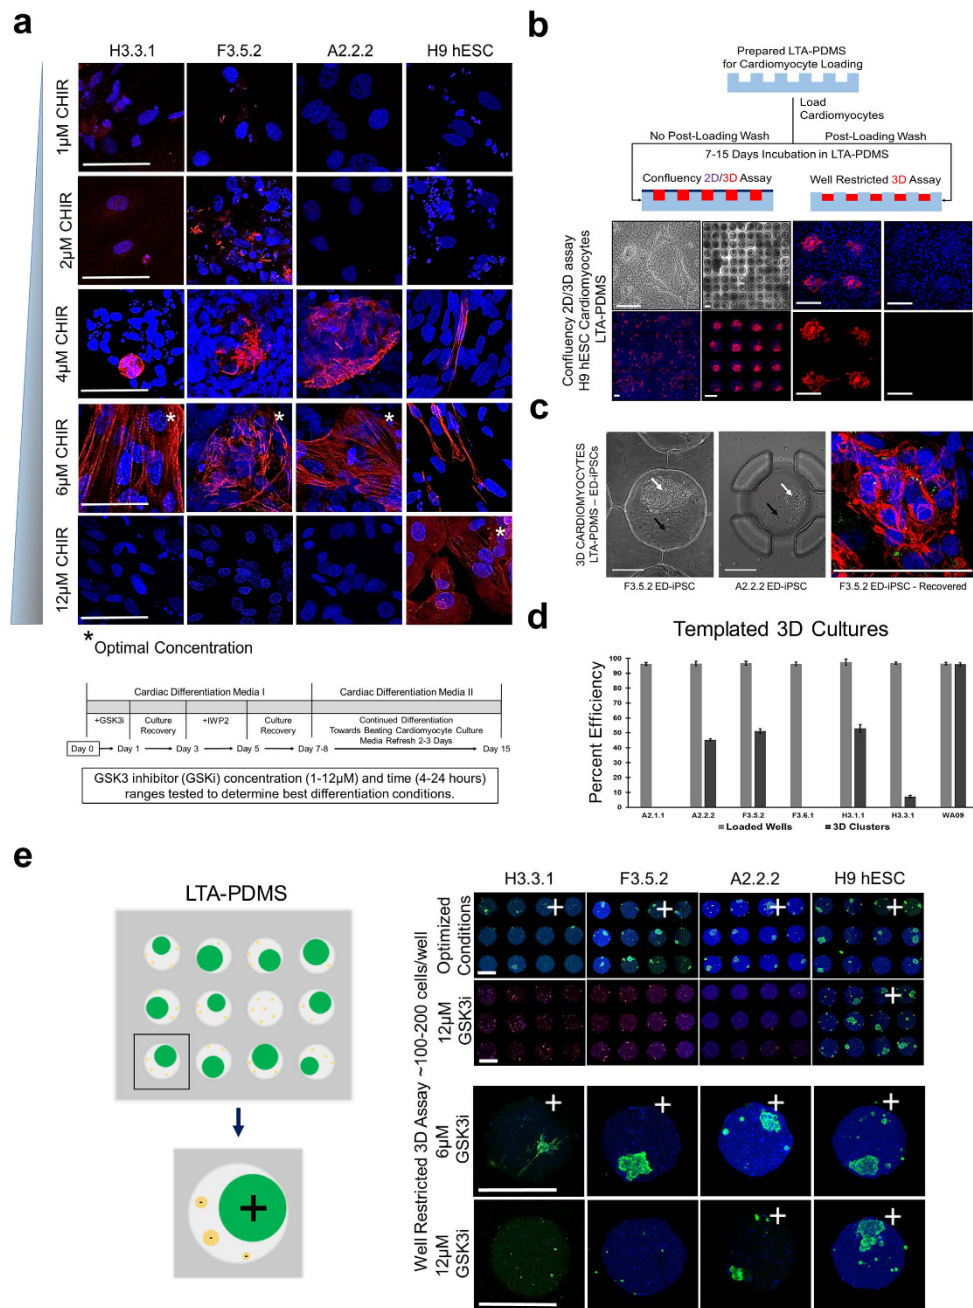 a
H3.3.1 F3.5.2 A2.2.2 H9 hESC
1µM CHIR
2µM CHIR
4µM CHIR
6µM CHIR
12µM CHIR
*
*
*
*
*Optimal Concentration
Cardiac Differentiation Media I Cardiac Differentiation Media II
+GSK3i Culture Recovery +IWP2 Culture Recovery Continued Differentiation
Towards Beating Cardiomyocyte Culture
Media Refresh 2-3 Days
Day 0 Day 1 Day 3 Day 5 Day 7-8 Day 15
GSK3 inhibitor (GSKi) concentration (1-12µM) and time (4-24 hours)
ranges tested to determine best differentiation conditions.
b
Prepared LTA-PDMS
for Cardiomyocyte Loading
Load
Cardiomyocytes
No Post-Loading Wash Post-Loading Wash
7-15 Days Incubation in LTA-PDMS
Confluency 2D/3D Assay Well Restricted 3D Assay
Confluency 2D/3D assay
H9 hESC Cardiomyocytes
LTA-PDMS
c
3D CARDIOMYOCYTES
LTA-PDMS – ED-iPSCs
F3.5.2 ED-iPSC A2.2.2 ED-iPSC F3.5.2 ED-iPSC - Recovered
d
Templated 3D Cultures
Percent Efficiency
100
90
80
70
60
50
40
30
20
10
0
A2.1.1 A2.2.2 F3.5.2 F3.6.1 H3.1.1 H3.3.1 WA09
Loaded Wells 3D Clusters
e
LTA-PDMS
+
H3.3.1 F3.5.2 A2.2.2 H9 hESC
Well Restricted 3D Assay ~100-200 cells/well
Optimized
Conditions
+ + + +
12µM
GSK3i
+
6µM
GSK3i
+ + + +
12µM
GSK3i
+ +